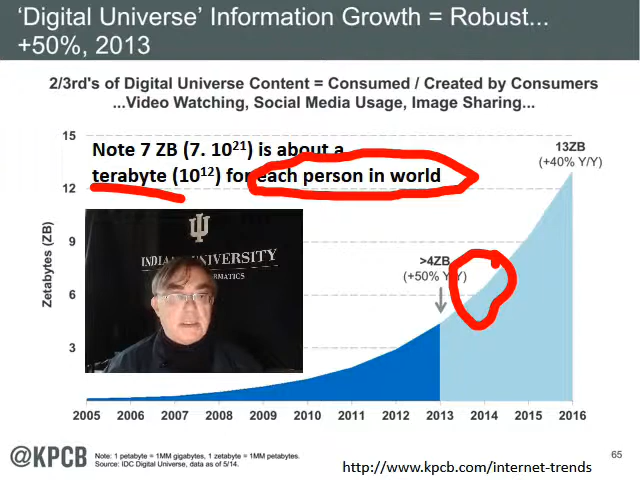 ‘Digital Universe’ Information Growth = Robust...
+50%, 2013
2/3rd's of Digital Universe Content = Consumed / Created by Consumers
...Video Watching, Social Media Usage, Image Sharing...
15
Note 7 ZB (7. 10²¹) is about a
terabyte (10¹²) for each person in world
13ZB
(+40% Y/Y)
12
INDIANA UNIVERSITY
9
>4ZB
(+50% Y/Y)
Zetabytes (ZB)
6
3
2005 2006 2007 2008 2009 2010 2011 2012 2013 2014 2015 2016
@KPCB
Note: 1 petabyte = 1MM gigabytes, 1 zetabyte = 1MM petabytes.
Source: IDC Digital Universe, data as of 5/14.
65
http://www.kpcb.com/internet-trends